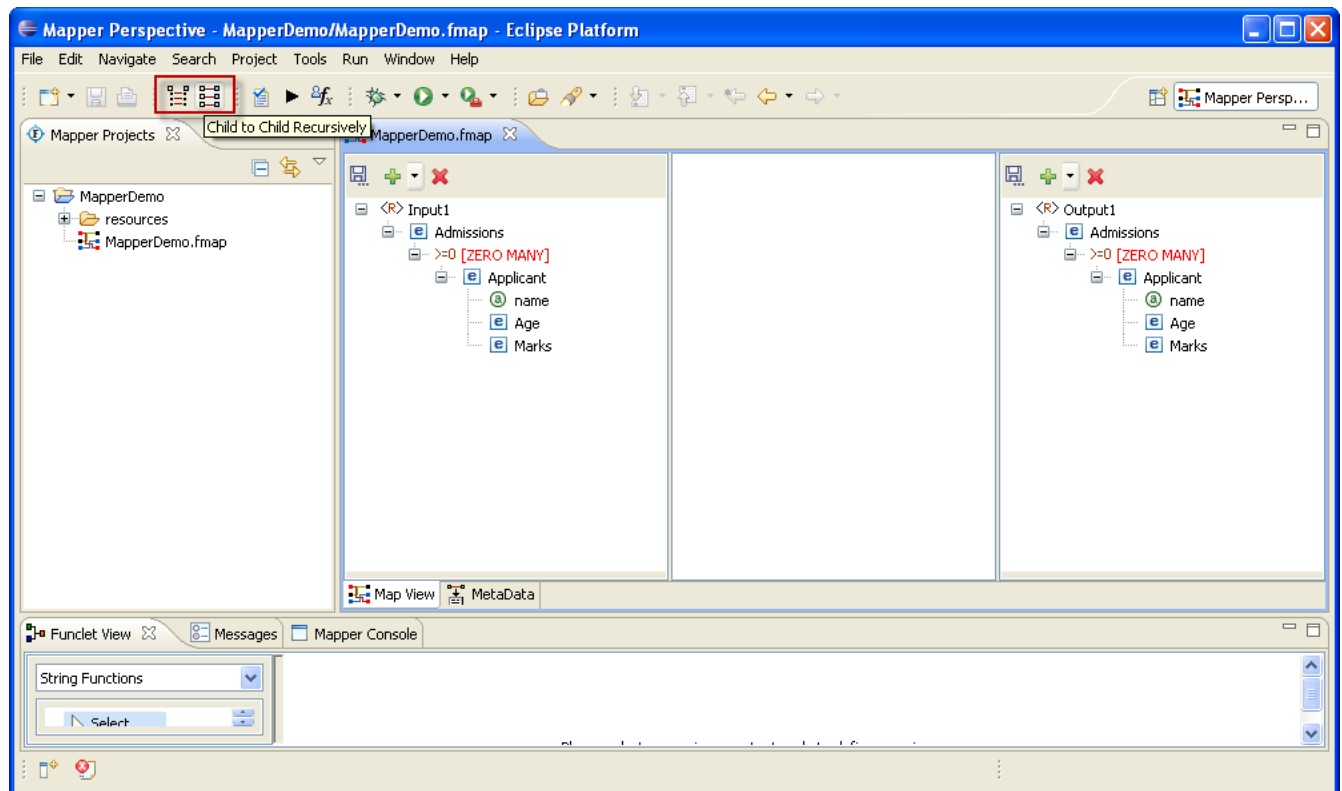 Mapper Perspective - MapperDemo/MapperDemo.fmap - Eclipse Platform
File Edit Navigate Search Project Tools Run Window Help
Mapper Persp...
Child to Child Recursively
Mapper Projects
MapperDemo.fmap
MapperDemo
resources
MapperDemo.fmap
<R> Input1
e Admissions
>=0 [ZERO MANY]
e Applicant
a name
e Age
e Marks
<R> Output1
e Admissions
>=0 [ZERO MANY]
e Applicant
a name
e Age
e Marks
Map View MetaData
Funclet View Messages Mapper Console
String Functions
Select